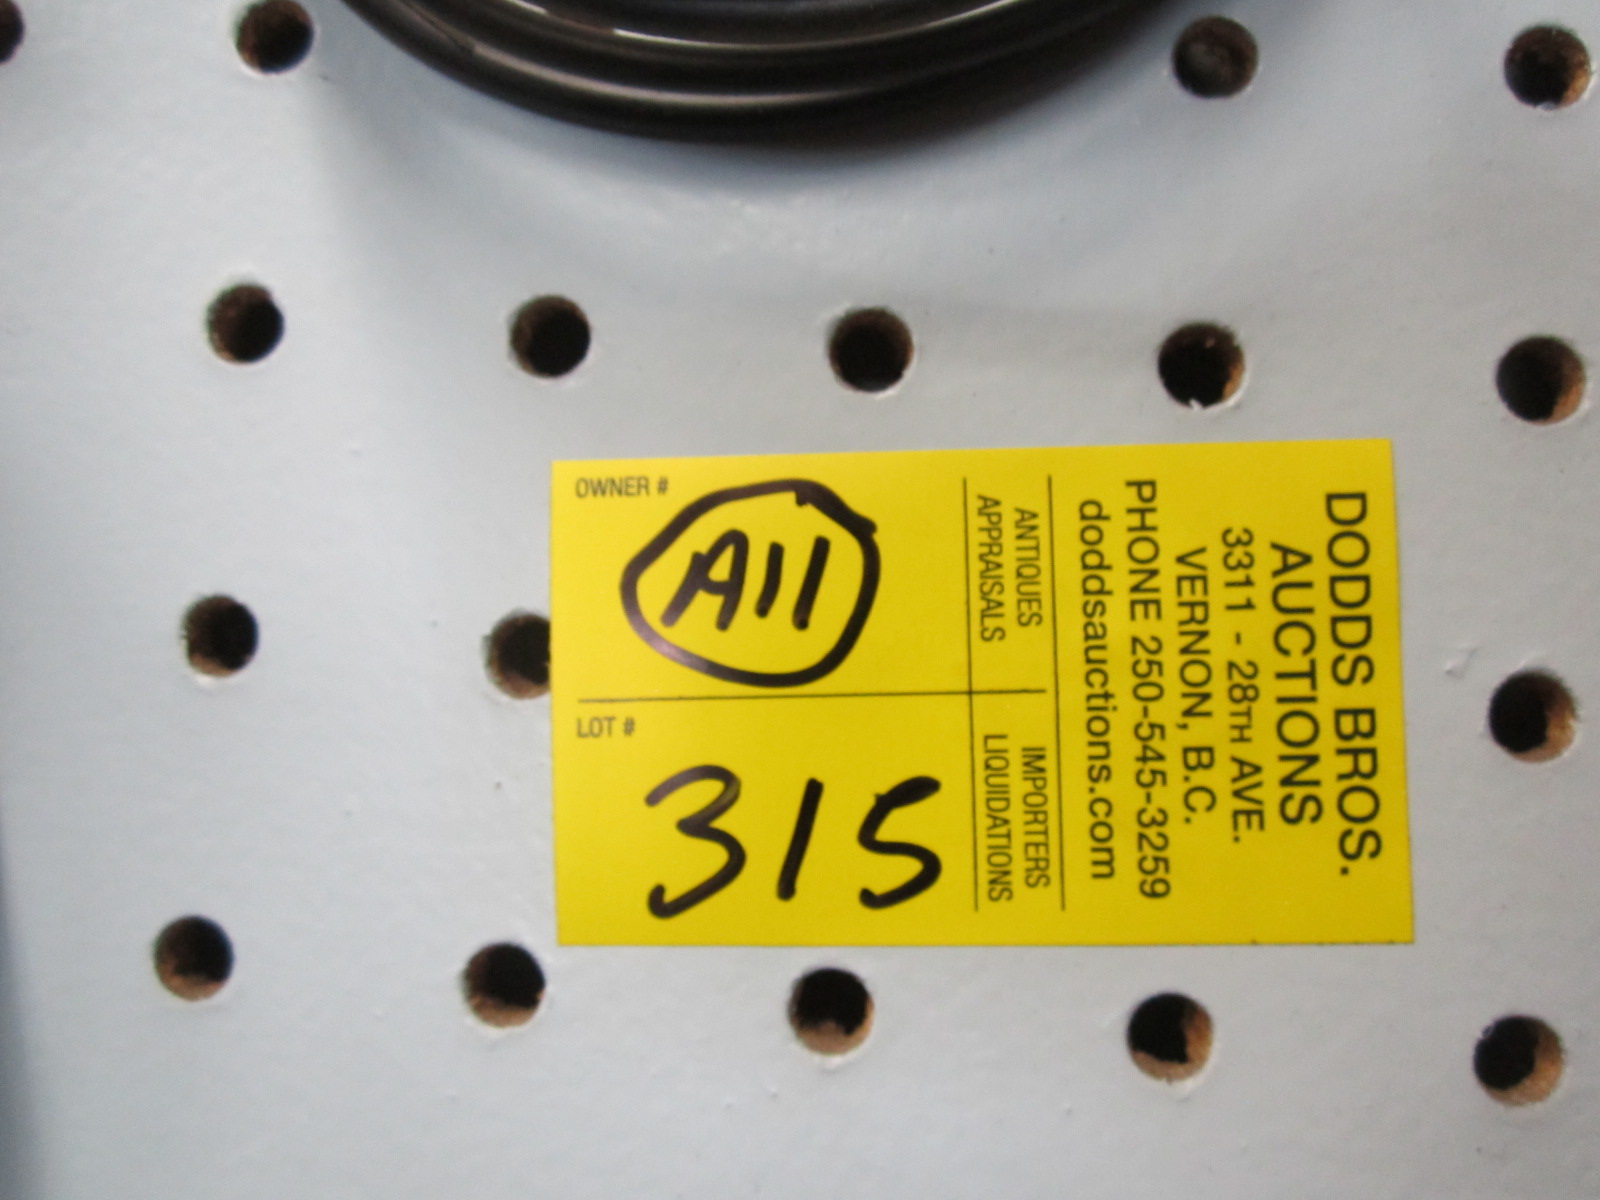 DODDS BROS.
AUCTIONS
3311 - 28TH AVE.
VERNON, B.C.
PHONE 250-545-3259
doddsauctions.com
ANTIQUES IMPORTERS
APPRAISALS LIQUIDATIONS
OWNER #
A11
LOT #
315